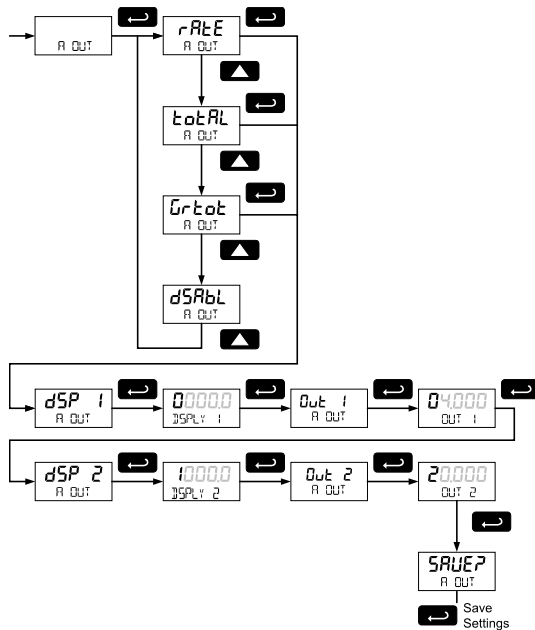 A OUT
rAtE
A OUT
totAL
A OUT
Grtot
A OUT
dSAbL
A OUT
dSP 1
A OUT
0000.0
DSPLY 1
Out 1
A OUT
04.000
OUT 1
dSP 2
A OUT
1000.0
DSPLY 2
Out 2
A OUT
20.000
OUT 2
SAVE?
A OUT
Save
Settings